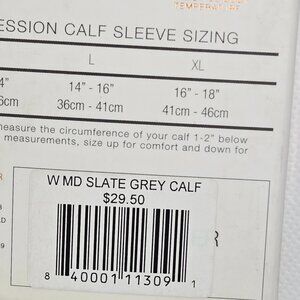 TEMPERATURE
ESSION CALF SLEEVE SIZING
L XL
4" 14" - 16" 16" - 18"
6cm 36cm - 41cm 41cm - 46cm
measure the circumference of your calf 1-2" below
measurements, size up for comfort and down for
W MD SLATE GREY CALF
$29.50
R
8 40001 11309 1